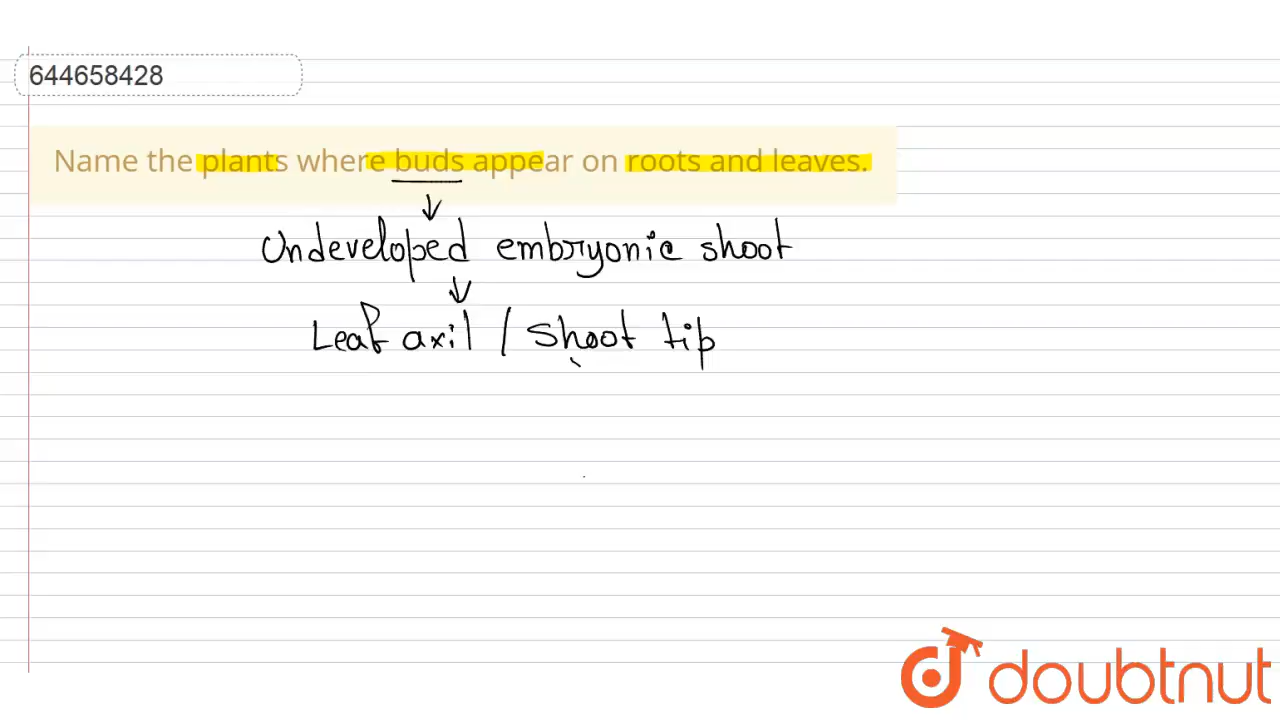 644658428
Name the plants where buds appear on roots and leaves.
Undeveloped embryonic shoot
Leaf axil / Shoot tip
doubtnut